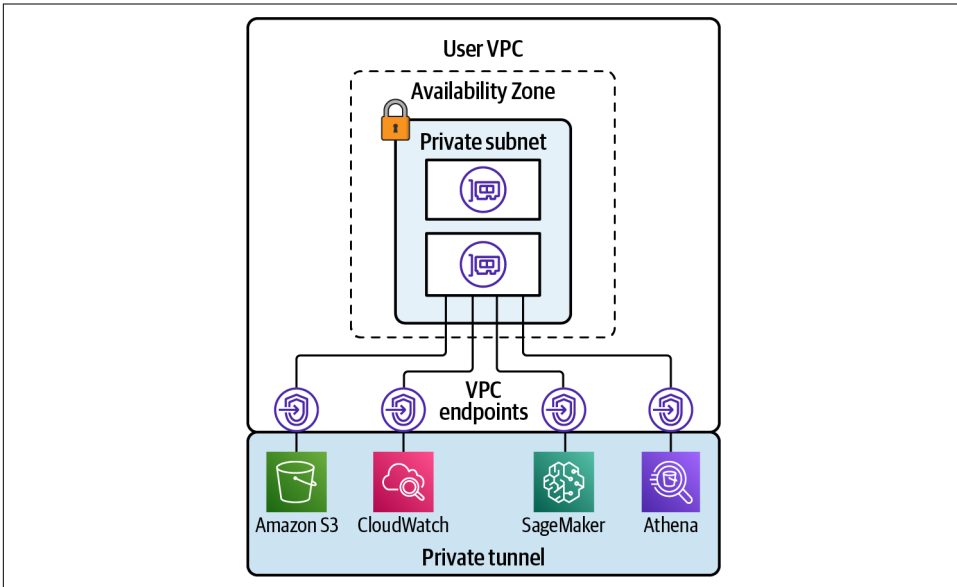 User VPC
Availability Zone
Private subnet
VPC
endpoints
Amazon S3
CloudWatch
SageMaker
Athena
Private tunnel